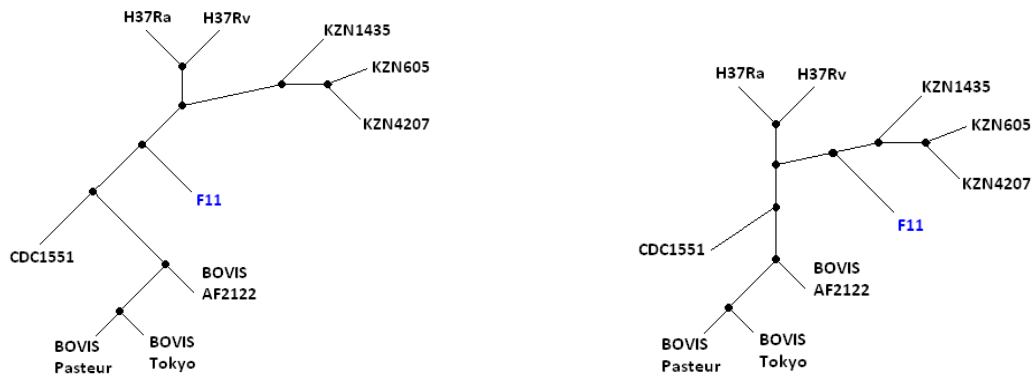 H37Ra
H37Rv
KZN1435
KZN605
KZN4207
F11
CDC1551
BOVIS
AF2122
BOVIS
Pasteur
BOVIS
Tokyo
H37Ra
H37Rv
KZN1435
KZN605
KZN4207
F11
CDC1551
BOVIS
AF2122
BOVIS
Pasteur
BOVIS
Tokyo